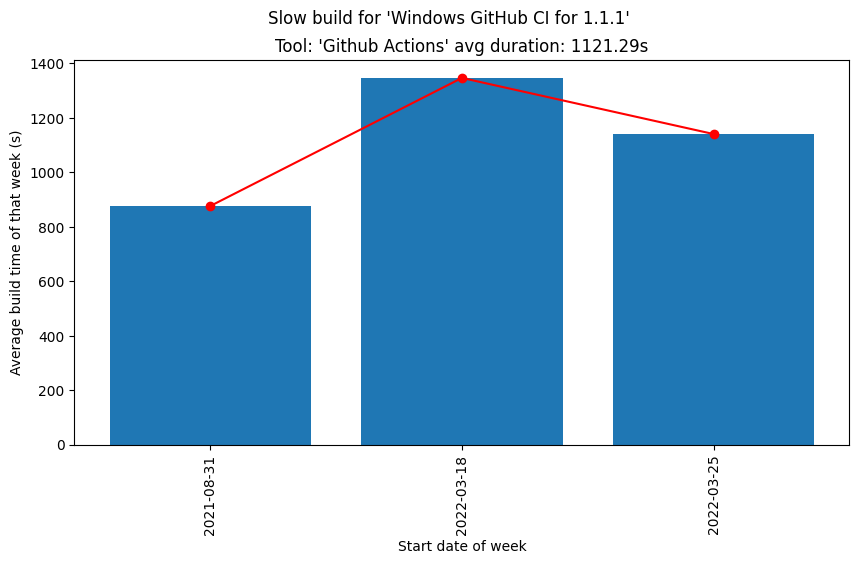 Slow build for 'Windows GitHub CI for 1.1.1'
Tool: 'Github Actions' avg duration: 1121.29s
Average build time of that week (s)
1400
1200
1000
800
600
400
200
0
2021-08-31
2022-03-18
2022-03-25
Start date of week